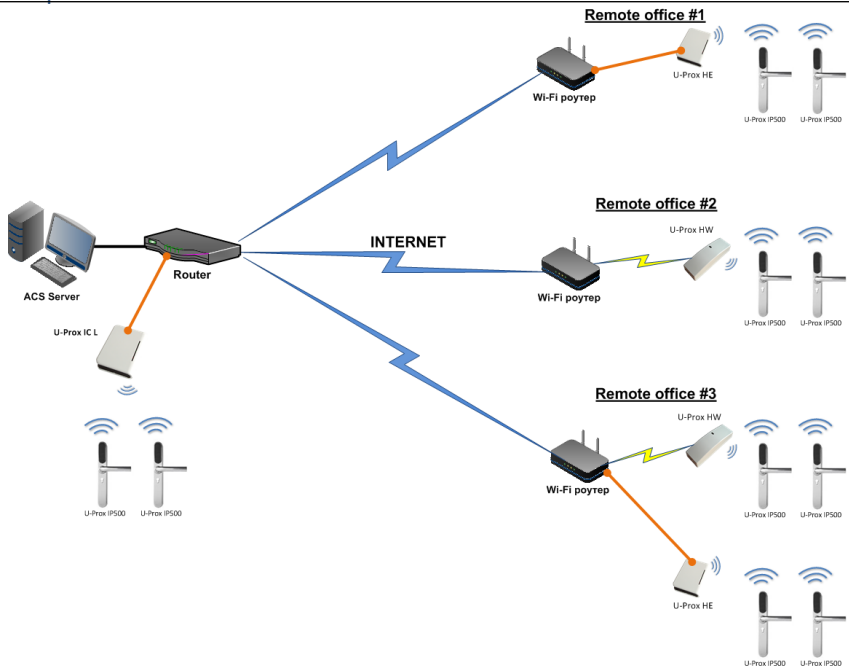 Remote office #1
U-Prox HE
Wi-Fi роутер
U-Prox IP500
U-Prox IP500
Remote office #2
U-Prox HW
INTERNET
Router
ACS Server
Wi-Fi роутер
U-Prox IP500
U-Prox IP500
U-Prox IC L
Remote office #3
U-Prox HW
Wi-Fi роутер
U-Prox IP500
U-Prox IP500
U-Prox IP500
U-Prox IP500
U-Prox HE
U-Prox IP500
U-Prox IP500